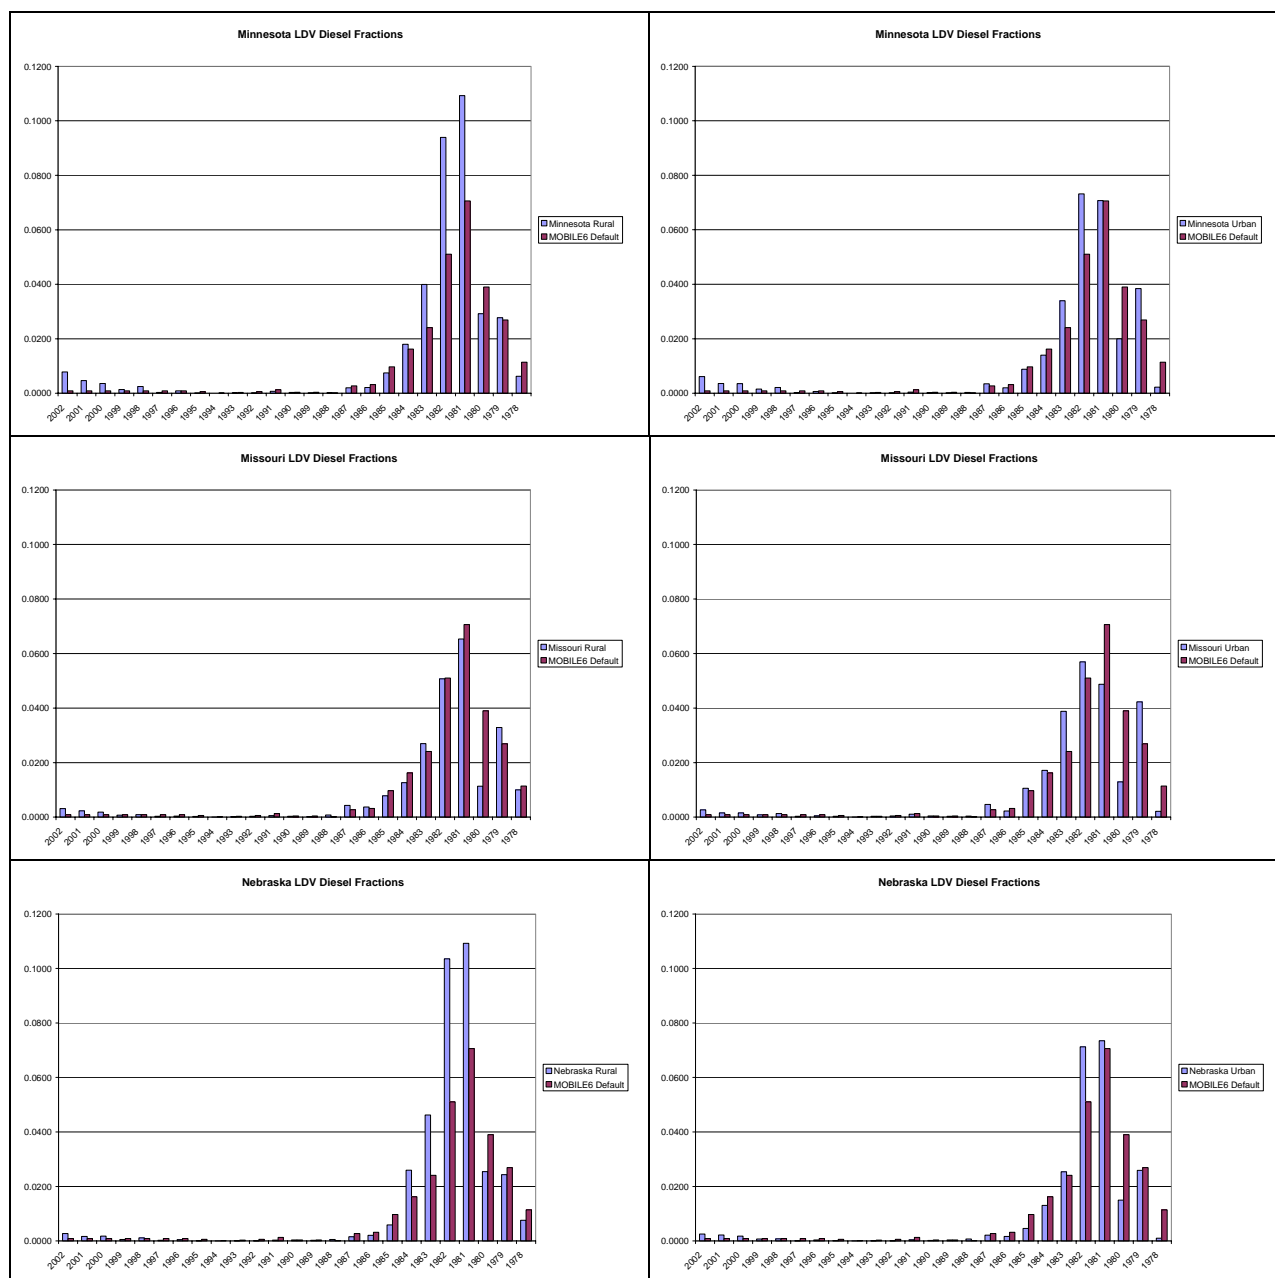 Minnesota LDV Diesel Fractions
0.1200
0.1000
0.0800
0.0600
0.0400
0.0200
0.0000
2002 2001 2000 1999 1998 1997 1996 1995 1994 1993 1992 1991 1990 1989 1988 1987 1986 1985 1984 1983 1982 1981 1980 1979 1978
Minnesota Rural
MOBILE6 Default
Minnesota LDV Diesel Fractions
0.1200
0.1000
0.0800
0.0600
0.0400
0.0200
0.0000
2002 2001 2000 1999 1998 1997 1996 1995 1994 1993 1992 1991 1990 1989 1988 1987 1986 1985 1984 1983 1982 1981 1980 1979 1978
Minnesota Urban
MOBILE6 Default
Missouri LDV Diesel Fractions
0.1200
0.1000
0.0800
0.0600
0.0400
0.0200
0.0000
2002 2001 2000 1999 1998 1997 1996 1995 1994 1993 1992 1991 1990 1989 1988 1987 1986 1985 1984 1983 1982 1981 1980 1979 1978
Missouri Rural
MOBILE6 Default
Missouri LDV Diesel Fractions
0.1200
0.1000
0.0800
0.0600
0.0400
0.0200
0.0000
2002 2001 2000 1999 1998 1997 1996 1995 1994 1993 1992 1991 1990 1989 1988 1987 1986 1985 1984 1983 1982 1981 1980 1979 1978
Missouri Urban
MOBILE6 Default
Nebraska LDV Diesel Fractions
0.1200
0.1000
0.0800
0.0600
0.0400
0.0200
0.0000
2002 2001 2000 1999 1998 1997 1996 1995 1994 1993 1992 1991 1990 1989 1988 1987 1986 1985 1984 1983 1982 1981 1980 1979 1978
Nebraska Rural
MOBILE6 Default
Nebraska LDV Diesel Fractions
0.1200
0.1000
0.0800
0.0600
0.0400
0.0200
0.0000
2002 2001 2000 1999 1998 1997 1996 1995 1994 1993 1992 1991 1990 1989 1988 1987 1986 1985 1984 1983 1982 1981 1980 1979 1978
Nebraska Urban
MOBILE6 Default